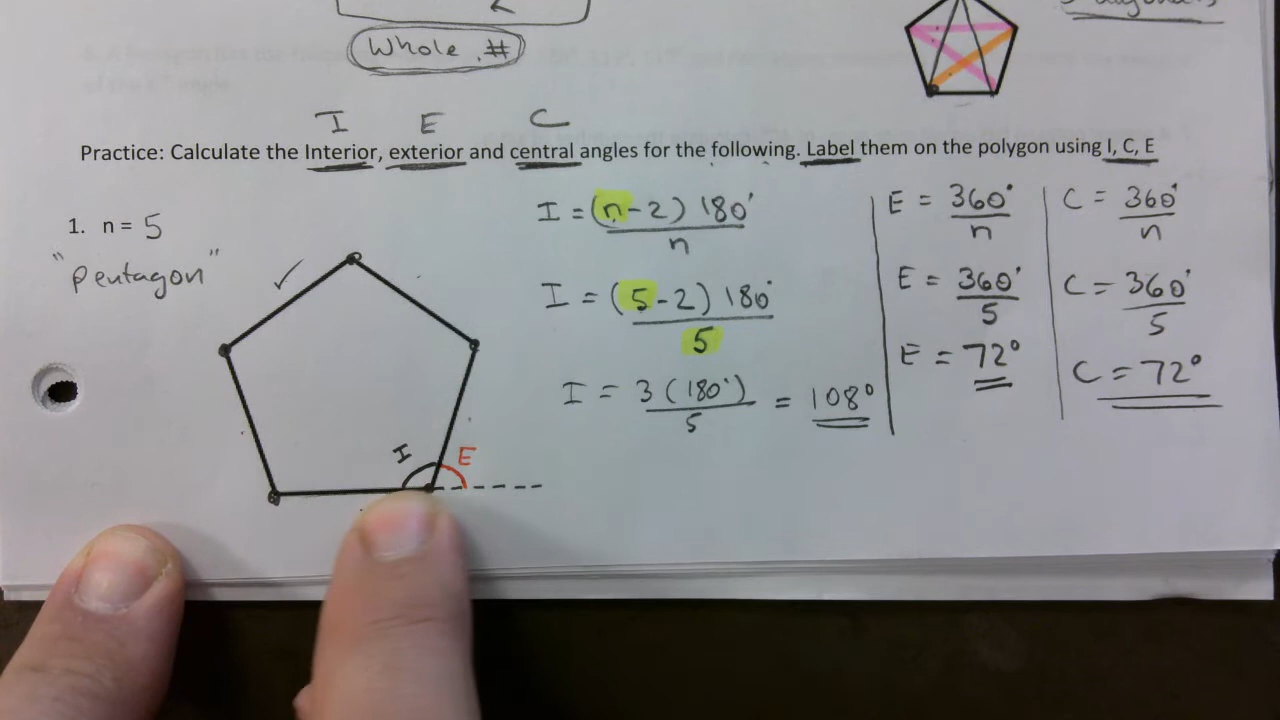 Whole #
I E C
Practice: Calculate the Interior, exterior and central angles for the following. Label them on the polygon using I, C, E
1. n = 5
"Pentagon"
I = (n-2) 180°
n
I = (5-2) 180°
5
I = 3 (180°) = 108°
5
E = 360°
n
E = 360°
5
E = 72°
C = 360°
n
C = 360°
5
C = 72°
I E